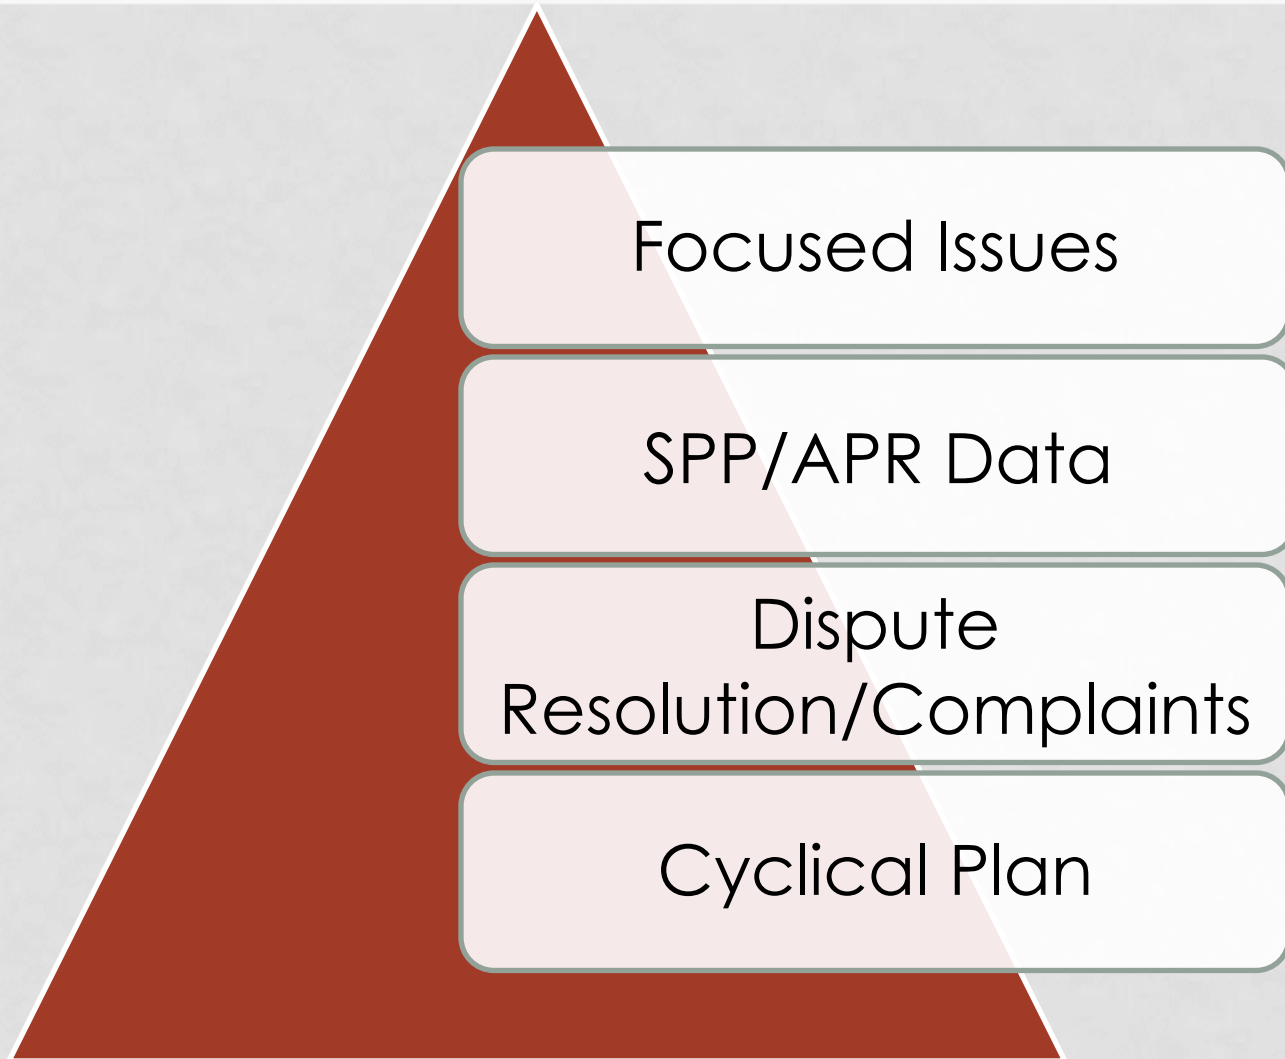 Focused Issues
SPP/APR Data
Dispute
Resolution/Complaints
Cyclical Plan